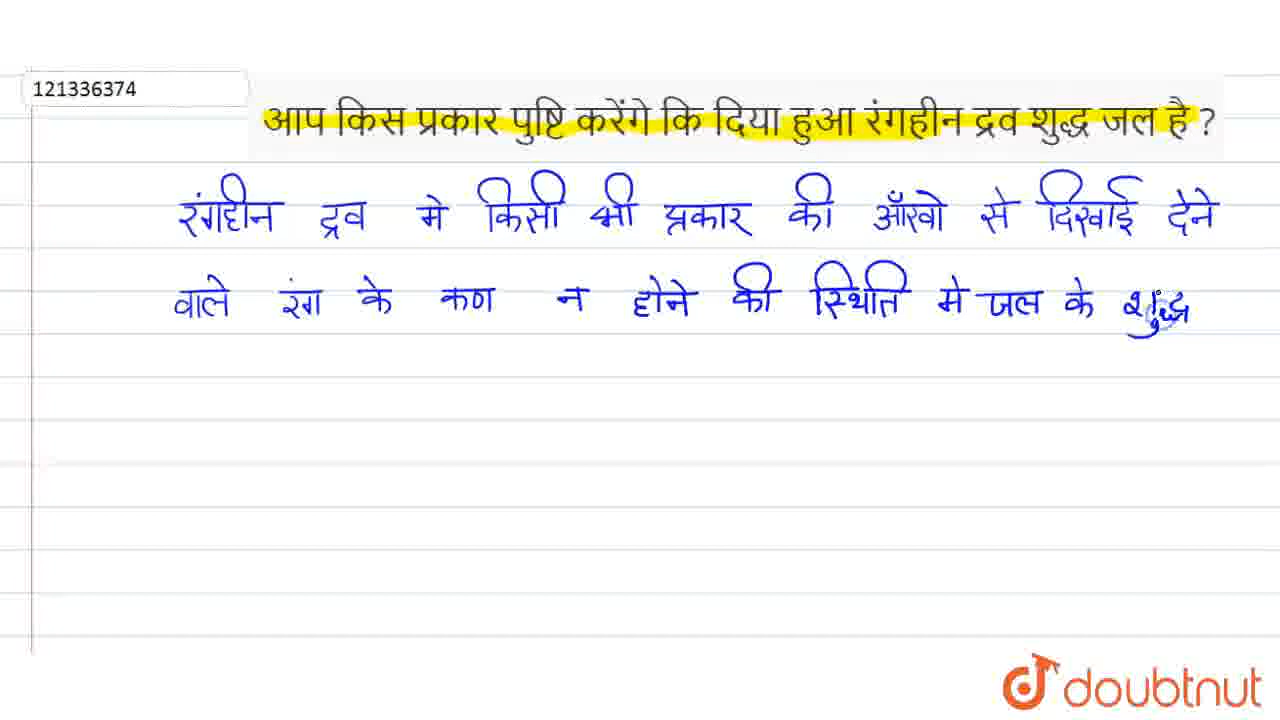 121336374
आप किस प्रकार पुष्टि करेंगे कि दिया हुआ रंगहीन द्रव शुद्ध जल है ?
रंगहीन द्रव मे किसी भी प्रकार की आँखो से दिखाई देने
वाले रंग के कण न होने की स्थिति मे जल के शुद्ध
doubtnut